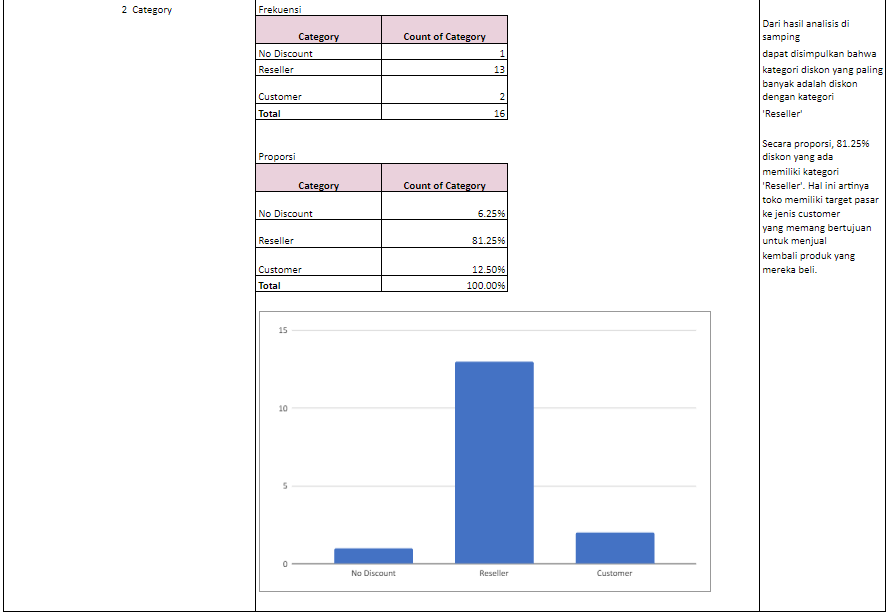 2 Category
Frekuensi
Category Count of Category
No Discount 1
Reseller 13
Customer 2
Total 16
Proporsi
Category Count of Category
No Discount 6.25%
Reseller 81.25%
Customer 12.50%
Total 100.00%
15
10
5
0
No Discount Reseller Customer
Dari hasil analisis di
samping
dapat disimpulkan bahwa
kategori diskon yang paling
banyak adalah diskon
dengan kategori
'Reseller'
Secara proporsi, 81.25%
diskon yang ada
memiliki kategori
'Reseller'. Hal ini artinya
toko memiliki target pasar
ke jenis customer
yang memang bertujuan
untuk menjual
kembali produk yang
mereka beli.